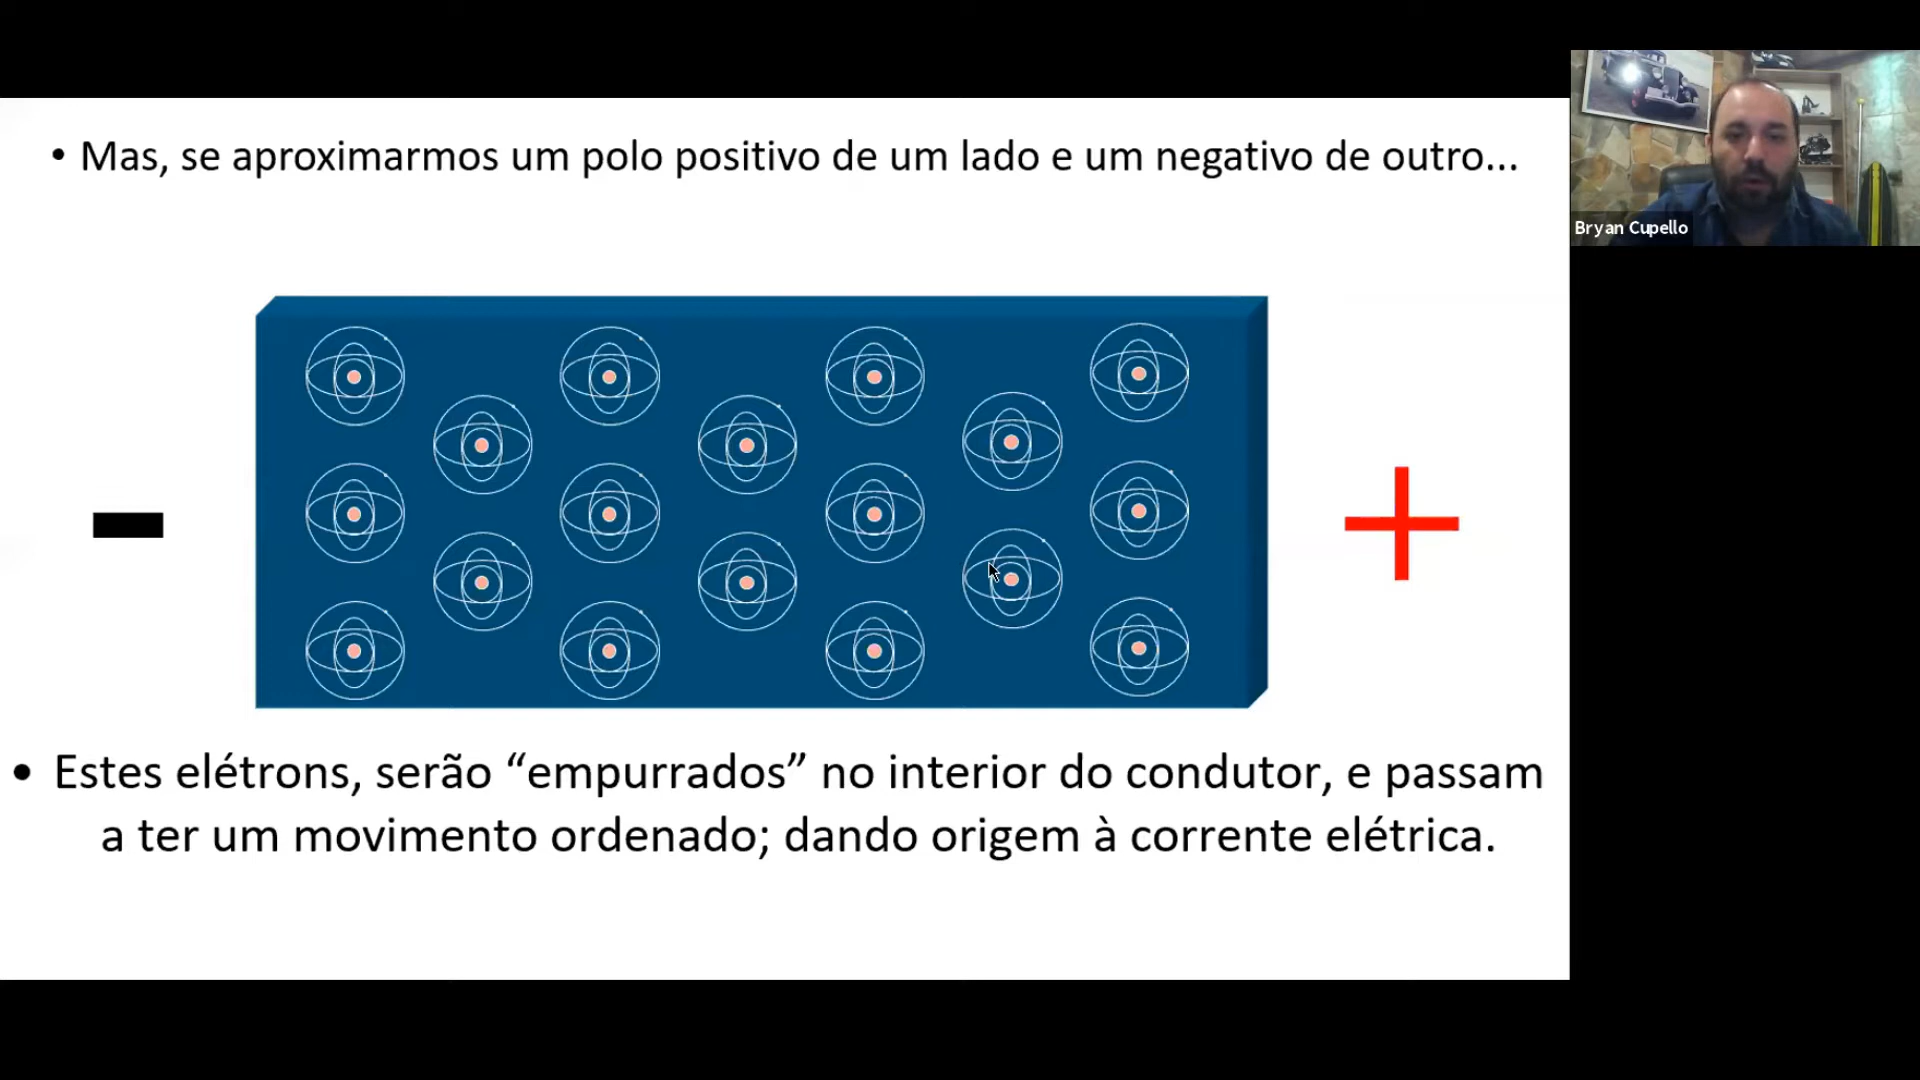 • Mas, se aproximarmos um polo positivo de um lado e um negativo de outro...
Bryan Cupello
- +
• Estes elétrons, serão “empurrados” no interior do condutor, e passam
a ter um movimento ordenado; dando origem à corrente elétrica.